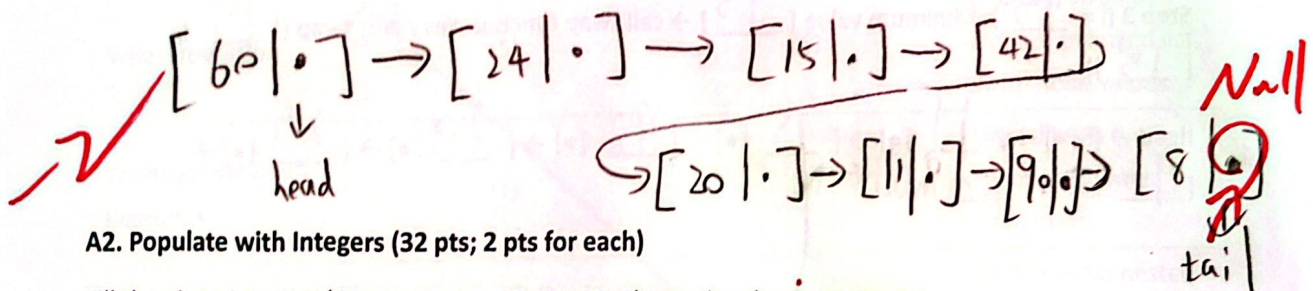 [60|•] → [24|•] → [15|•] → [42|•]
Null
→ [20|•] → [11|•] → [90|•] → [8|•]
-2
↓
head
A2. Populate with Integers (32 pts; 2 pts for each)
tail